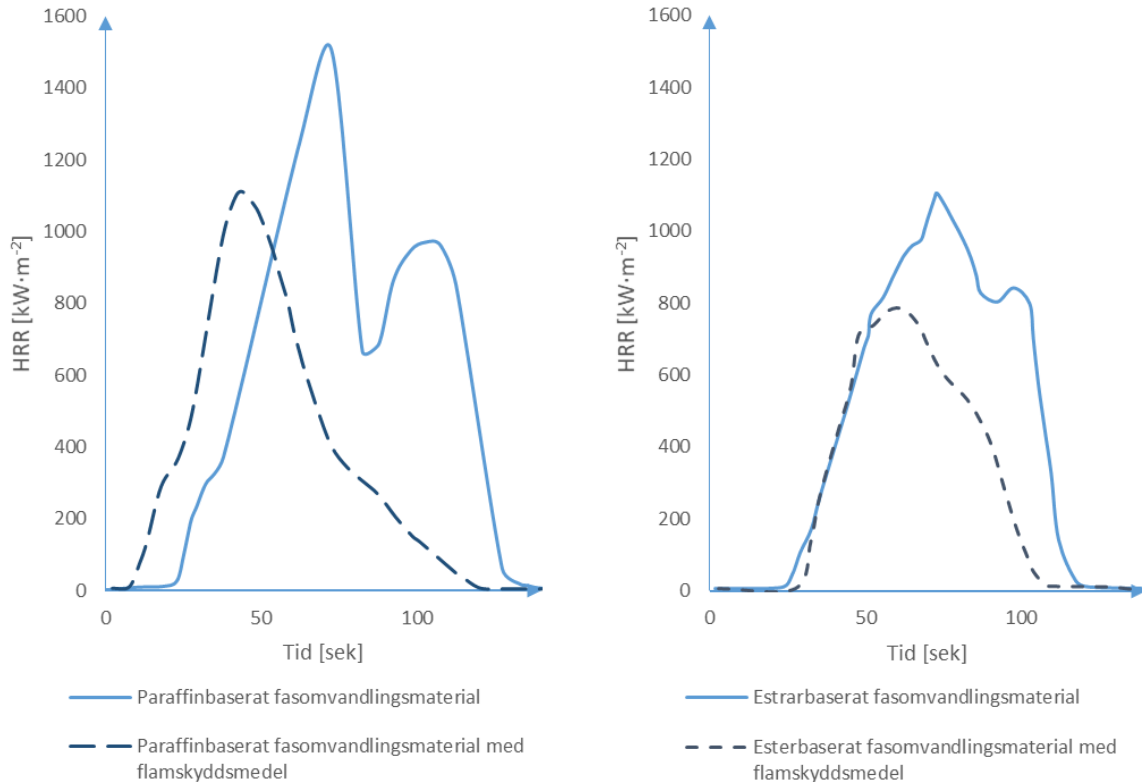 1600
1400
1200
1000
800
600
400
200
0
HRR [kW·m⁻²]
0 50 100
Tid [sek]
Paraffinbaserat fasomvandlingsmaterial
Paraffinbaserat fasomvandlingsmaterial med
flamskyddsmedel
1600
1400
1200
1000
800
600
400
200
0
HRR [kW·m⁻²]
0 50 100
Tid [sek]
Estrarbaserat fasomvandlingsmaterial
Esterbaserat fasomvandlingsmaterial med
flamskyddsmedel